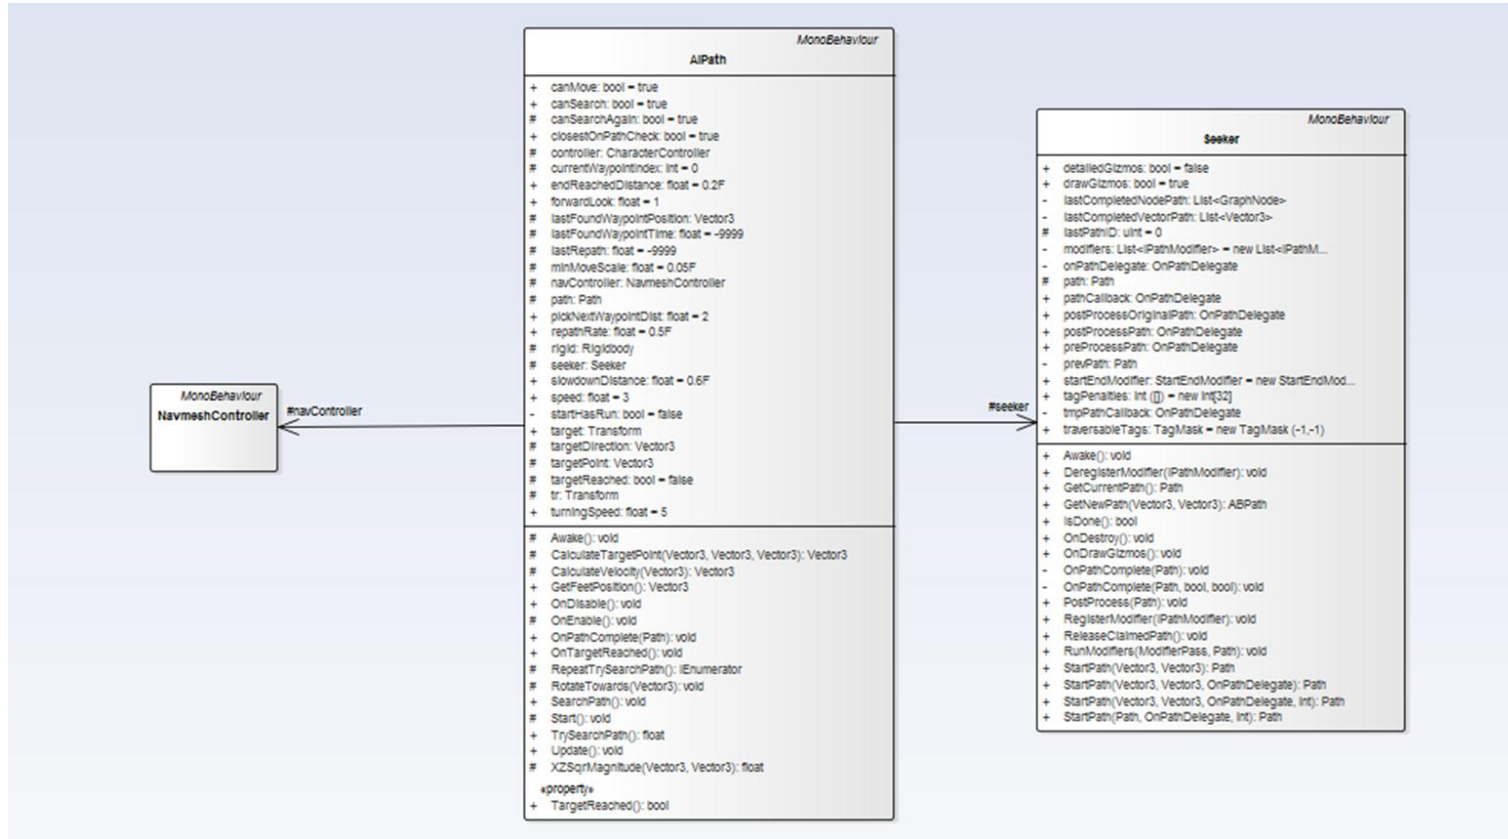 MonoBehaviour
AIPath
+ canMove: bool = true
+ canSearch: bool = true
# canSearchAgain: bool = true
+ closestOnPathCheck: bool = true
# controller: CharacterController
# currentWaypointIndex: int = 0
+ endReachedDistance: float = 0.2F
+ forwardLook: float = 1
# lastFoundWaypointPosition: Vector3
# lastFoundWaypointTime: float = -9999
# lastRepath: float = -9999
# minMoveScale: float = 0.05F
# navController: NavmeshController
# path: Path
+ pickNextWaypointDist: float = 2
+ repathRate: float = 0.5F
# rigid: Rigidbody
# seeker: Seeker
+ slowdownDistance: float = 0.6F
+ speed: float = 3
- startHasRun: bool = false
+ target: Transform
# targetDirection: Vector3
# targetPoint: Vector3
# targetReached: bool = false
# tr: Transform
+ turningSpeed: float = 5
# Awake(): void
# CalculateTargetPoint(Vector3, Vector3, Vector3): Vector3
# CalculateVelocity(Vector3): Vector3
+ GetFeetPosition(): Vector3
+ OnDisable(): void
# OnEnable(): void
+ OnPathComplete(Path): void
+ OnTargetReached(): void
# RepeatTrySearchPath(): IEnumerator
# RotateTowards(Vector3): void
+ SearchPath(): void
# Start(): void
+ TrySearchPath(): float
+ Update(): void
# XZSqrMagnitude(Vector3, Vector3): float
«property»
+ TargetReached(): bool
MonoBehaviour
NavmeshController
#navController
#seeker
MonoBehaviour
Seeker
+ detailedGizmos: bool = false
+ drawGizmos: bool = true
- lastCompletedNodePath: List<GraphNode>
- lastCompletedVectorPath: List<Vector3>
# lastPathID: uint = 0
- modifiers: List<IPathModifier> = new List<IPathM...
- onPathDelegate: OnPathDelegate
# path: Path
+ pathCallback: OnPathDelegate
+ postProcessOriginalPath: OnPathDelegate
+ postProcessPath: OnPathDelegate
+ preProcessPath: OnPathDelegate
- prevPath: Path
+ startEndModifier: StartEndModifier = new StartEndMod...
+ tagPenalties: int ([]) = new int[32]
- tmpPathCallback: OnPathDelegate
+ traversableTags: TagMask = new TagMask (-1,-1)
+ Awake(): void
+ DeregisterModifier(IPathModifier): void
+ GetCurrentPath(): Path
+ GetNewPath(Vector3, Vector3): ABPath
+ IsDone(): bool
+ OnDestroy(): void
+ OnDrawGizmos(): void
- OnPathComplete(Path): void
- OnPathComplete(Path, bool, bool): void
+ PostProcess(Path): void
+ RegisterModifier(IPathModifier): void
+ ReleaseClaimedPath(): void
+ RunModifiers(ModifierPass, Path): void
+ StartPath(Vector3, Vector3): Path
+ StartPath(Vector3, Vector3, OnPathDelegate): Path
+ StartPath(Vector3, Vector3, OnPathDelegate, int): Path
+ StartPath(Path, OnPathDelegate, int): Path